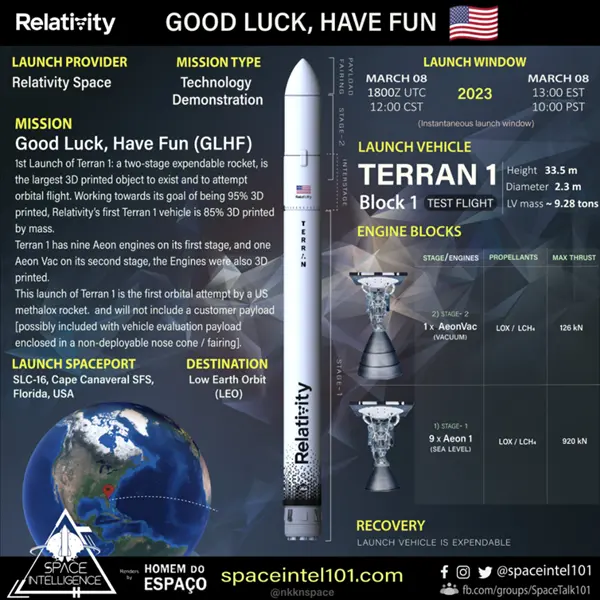 Relativity
GOOD LUCK, HAVE FUN
LAUNCH PROVIDER
Relativity Space
MISSION TYPE
Technology
Demonstration
MISSION
Good Luck, Have Fun (GLHF)
1st Launch of Terran 1: a two-stage expendable rocket, is
the largest 3D printed object to exist and to attempt
orbital flight. Working towards its goal of being 95% 3D
printed, Relativity's first Terran 1 vehicle is 85% 3D printed
by mass.
Terran 1 has nine Aeon engines on its first stage, and one
Aeon Vac on its second stage, the Engines were also 3D
printed.
This launch of Terran 1 is the first orbital attempt by a US
methalox rocket. and will not include a customer payload
[possibly included with vehicle evaluation payload
enclosed in a non-deployable nose cone / fairing].
LAUNCH SPACEPORT
SLC-16, Cape Canaveral SFS,
Florida, USA
DESTINATION
Low Earth Orbit
(LEO)
PAYLOAD
FAIRING
STAGE-2
INTERSTAGE
STAGE-1
TERRAN
Relativity
LAUNCH WINDOW
MARCH 08
1800Z UTC
12:00 CST
2023
MARCH 08
13:00 EST
10:00 PST
(Instantaneous launch window)
LAUNCH VEHICLE
TERRAN 1
Block 1
TEST FLIGHT
Height 33.5 m
Diameter 2.3 m
LV mass ~ 9.28 tons
ENGINE BLOCKS
STAGE/ENGINES
PROPELLANTS
MAX THRUST
2) STAGE- 2
1 x AeonVac
(VACUUM)
LOX / LCH₄
126 kN
1) STAGE- 1
9 x Aeon 1
(SEA LEVEL)
LOX / LCH₄
920 kN
RECOVERY
LAUNCH VEHICLE IS EXPENDABLE
SPACE
INTELLIGENCE
Renders
by
HOMEM DO
ESPAÇO
spaceintel101.com
@nkknspace
@spaceintel101
fb.com/groups/SpaceTalk101